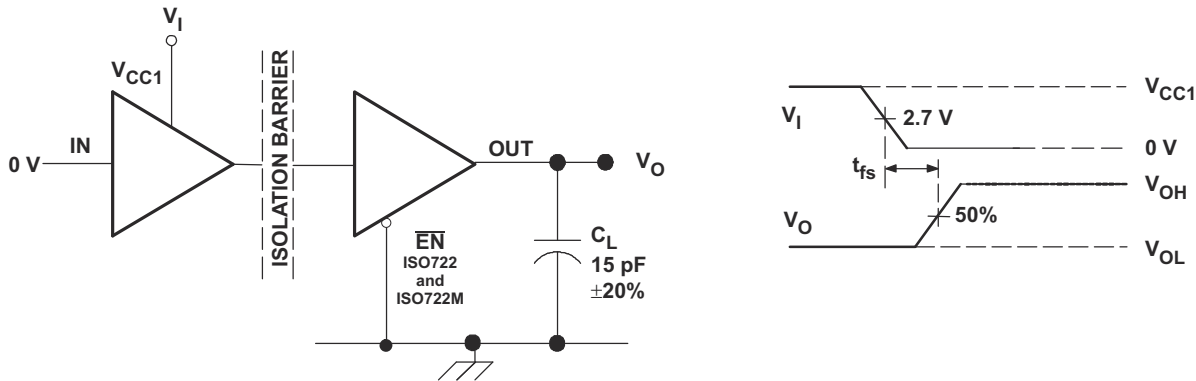 VI
VCC1
ISOLATION BARRIER
IN
0 V
OUT
VO
EN
ISO722
and
ISO722M
CL
15 pF
±20%
VCC1
VI
2.7 V
0 V
tfs
VOH
VO
50%
VOL